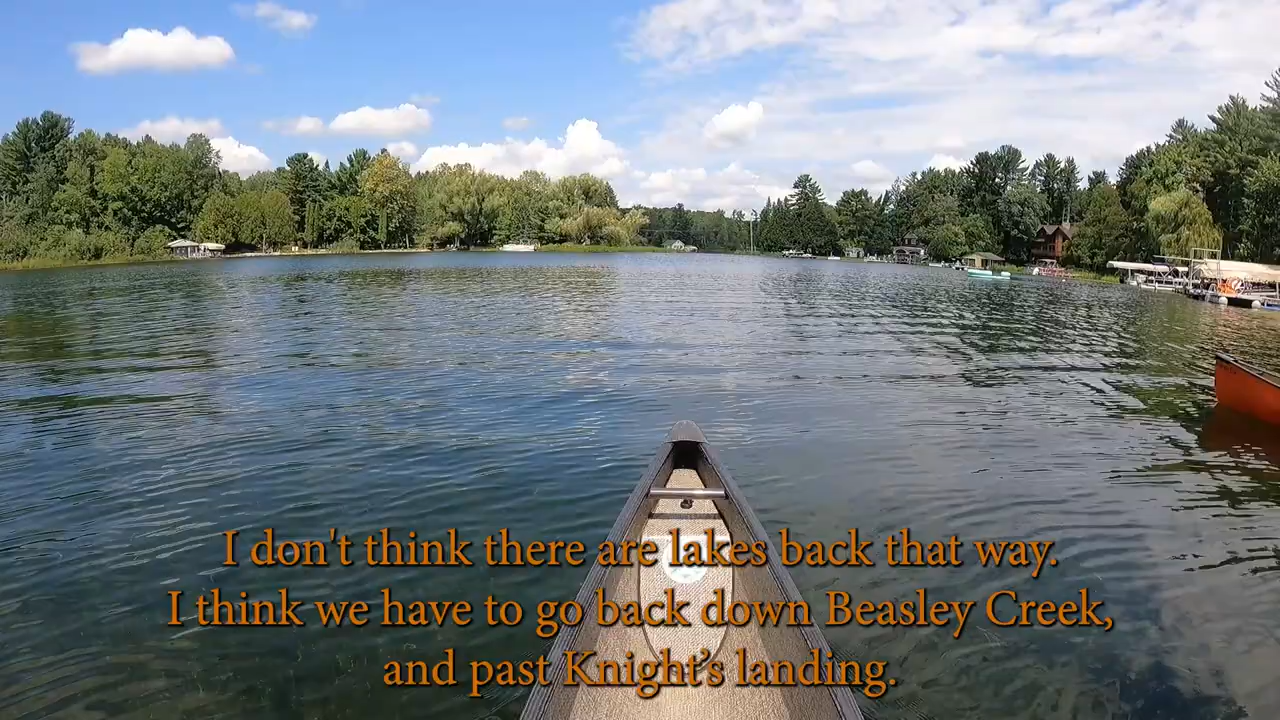 I don't think there are lakes back that way.
I think we have to go back down Beasley Creek,
and past Knight’s landing.